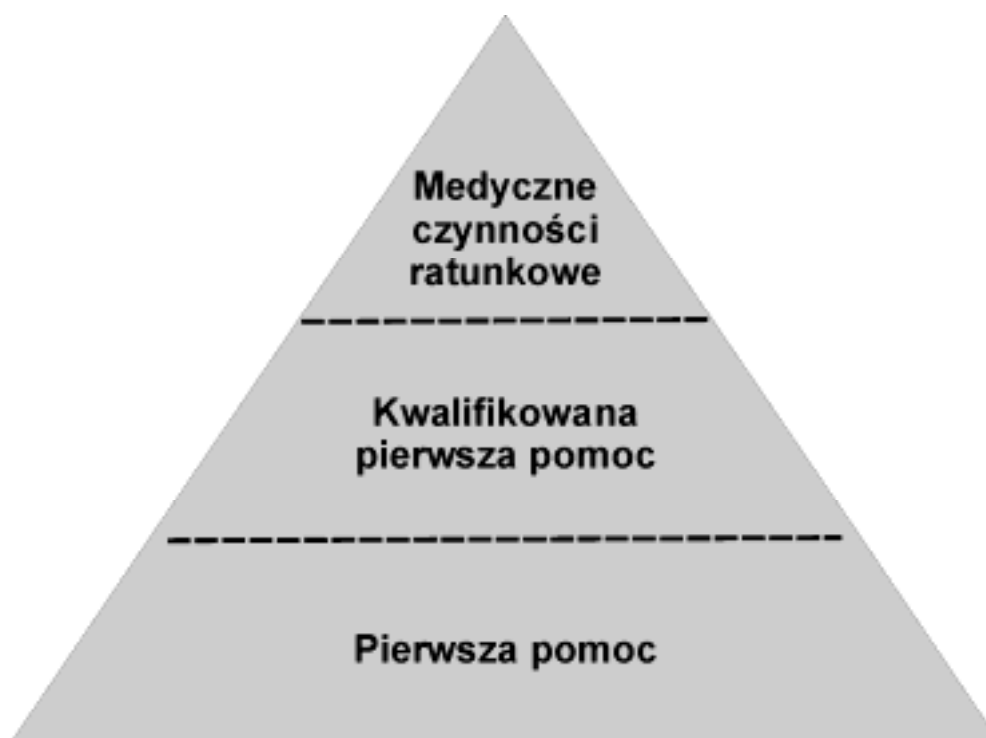 Medyczne
czynności
ratunkowe
Kwalifikowana
pierwsza pomoc
Pierwsza pomoc